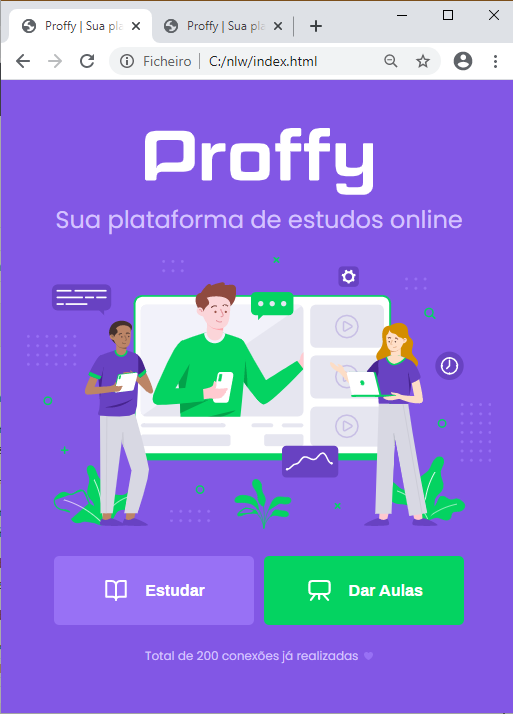 Proffy | Sua pla
Proffy | Sua pla
Ficheiro
C:/nlw/index.html
Proffy
Sua plataforma de estudos online
Estudar
Dar Aulas
Total de 200 conexões já realizadas